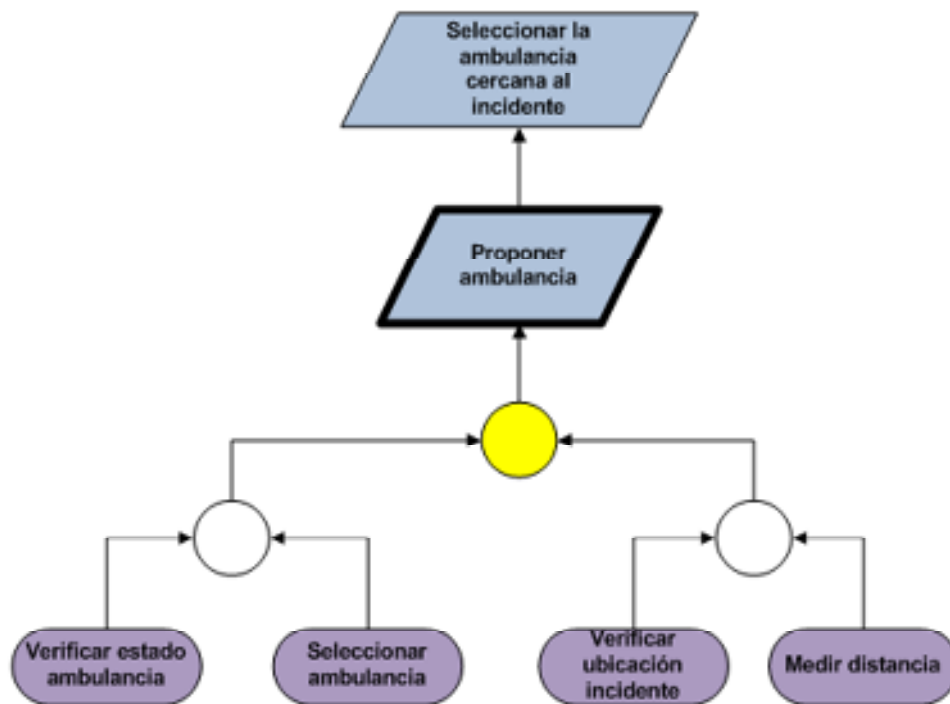 Seleccionar la
ambulancia
cercana al
incidente
Proponer
ambulancia
Verificar estado
ambulancia
Seleccionar
ambulancia
Verificar
ubicación
incidente
Medir distancia